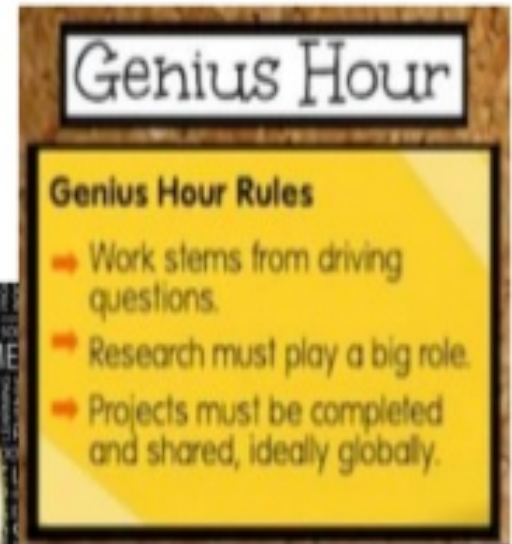 Genius Hour
Genius Hour Rules
➡ Work stems from driving
questions.
➡ Research must play a big role.
➡ Projects must be completed
and shared, ideally globally.